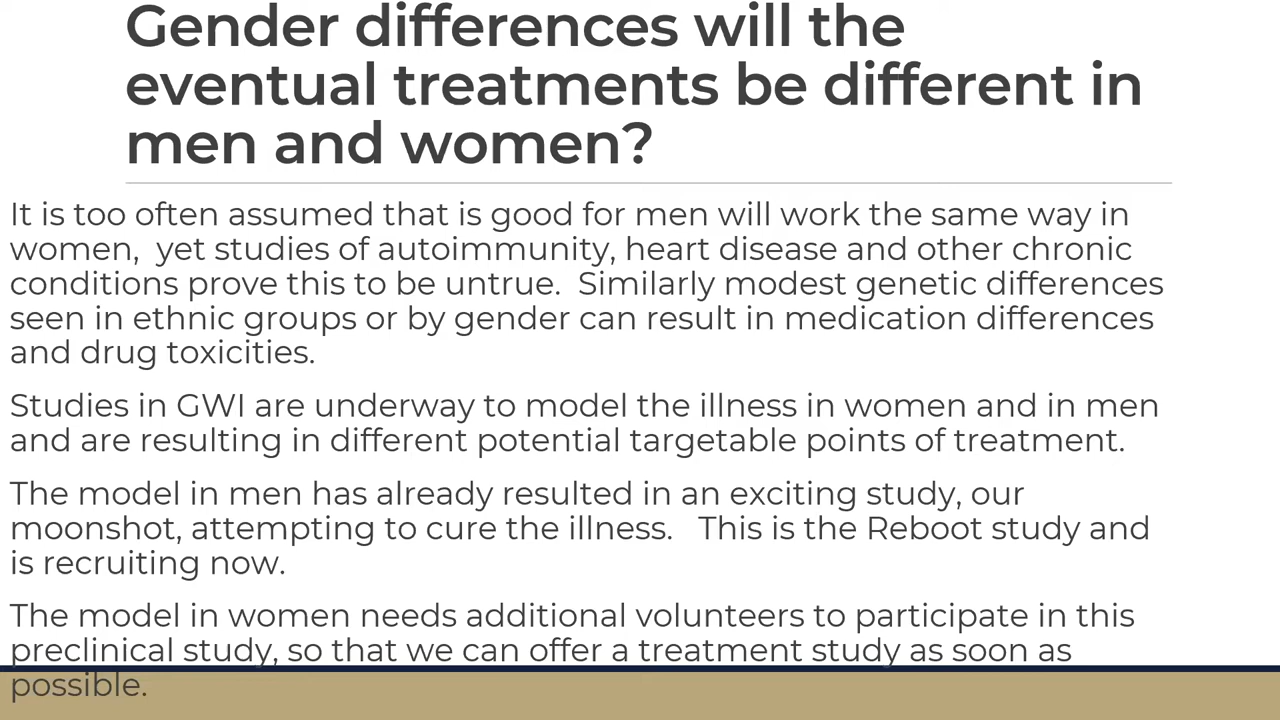 Gender differences will the
eventual treatments be different in
men and women?
It is too often assumed that is good for men will work the same way in
women,  yet studies of autoimmunity, heart disease and other chronic
conditions prove this to be untrue.  Similarly modest genetic differences
seen in ethnic groups or by gender can result in medication differences
and drug toxicities.
Studies in GWI are underway to model the illness in women and in men
and are resulting in different potential targetable points of treatment.
The model in men has already resulted in an exciting study, our
moonshot, attempting to cure the illness.   This is the Reboot study and
is recruiting now.
The model in women needs additional volunteers to participate in this
preclinical study, so that we can offer a treatment study as soon as
possible.